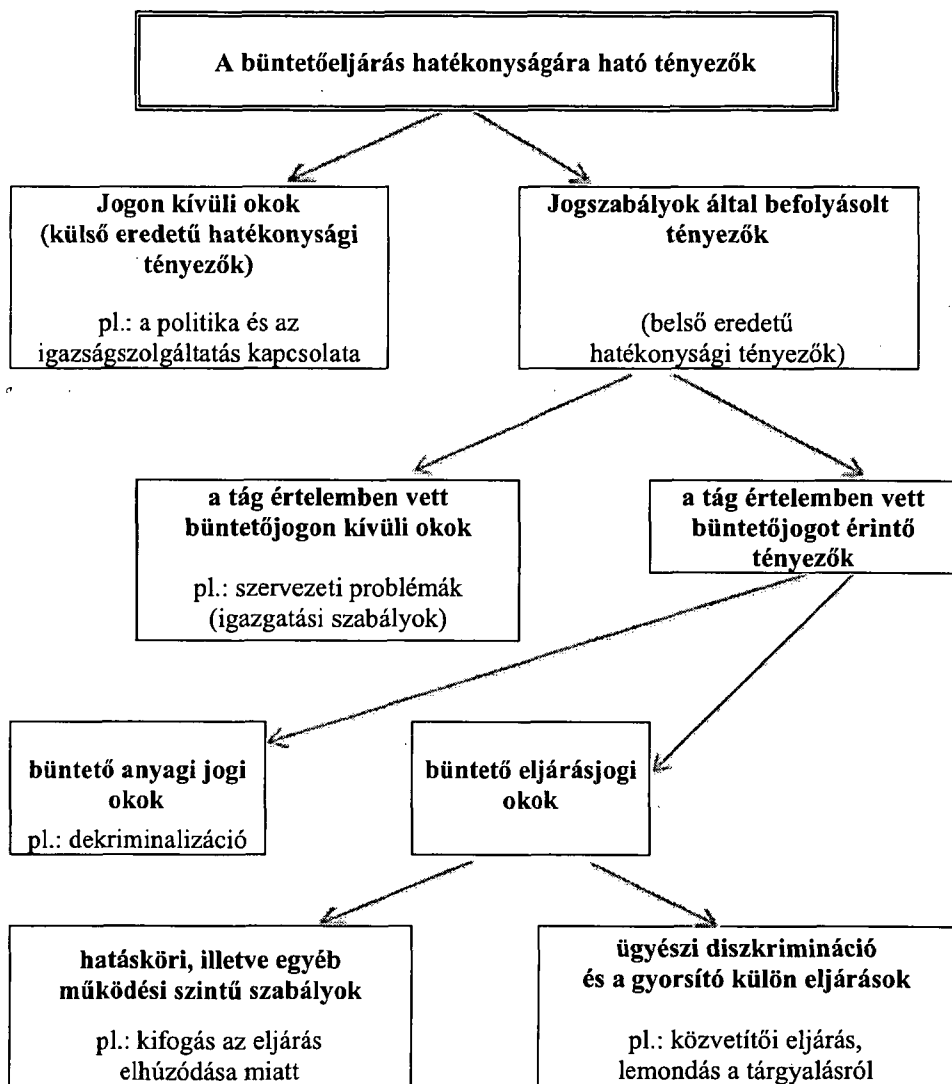 A büntetőeljárás hatékonyságára ható tényezők
Jogon kívüli okok
(külső eredetű hatékonysági
tényezők)
pl.: a politika és az
igazságszolgáltatás kapcsolata
Jogszabályok által befolyásolt
tényezők
(belső eredetű
hatékonysági tényezők)
a tág értelemben vett
büntetőjogon kívüli okok
pl.: szervezeti problémák
(igazgatási szabályok)
a tág értelemben vett
büntetőjogot érintő
tényezők
büntető anyagi jogi
okok
pl.: dekriminalizáció
büntető eljárásjogi
okok
hatásköri, illetve egyéb
működési szintű szabályok
pl.: kifogás az eljárás
elhúzódása miatt
ügyészi diszkrimináció
és a gyorsító külön eljárások
pl.: közvetítői eljárás,
lemondás a tárgyalásról